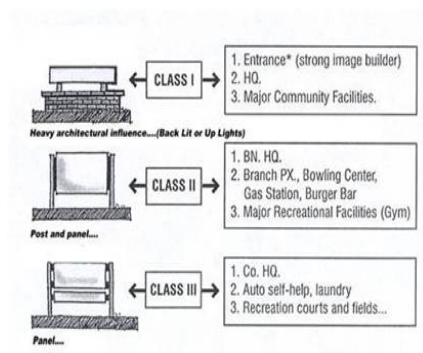 CLASS I
1. Entrance* (strong image builder)
2. HQ.
3. Major Community Facilities.
Heavy architectural influence....(Back Lit or Up Lights)
CLASS II
1. BN. HQ.
2. Branch PX., Bowling Center,
Gas Station, Burger Bar
3. Major Recreational Facilities (Gym)
Post and panel....
CLASS III
1. Co. HQ.
2. Auto self-help, laundry
3. Recreation courts and fields...
Panel....